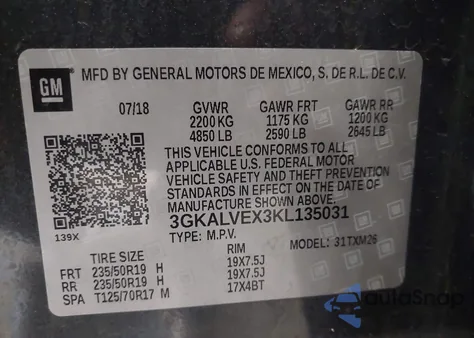 GM
MFD BY GENERAL MOTORS DE MEXICO, S. DE R.L. DE C.V.
07/18 GVWR GAWR FRT GAWR RR
2200 KG 1175 KG 1200 KG
4850 LB 2590 LB 2645 LB
THIS VEHICLE CONFORMS TO ALL
APPLICABLE U.S. FEDERAL MOTOR
VEHICLE SAFETY AND THEFT PREVENTION
STANDARDS IN EFFECT ON THE DATE OF
MANUFACTURE SHOWN ABOVE.
3GKALVEX3KL135031
139X
TYPE: M.P.V. MODEL: 31TXM26
TIRE SIZE RIM
FRT 235/50R19 H 19X7.5J
RR 235/50R19 H 19X7.5J
SPA T125/70R17 M 17X4BT
autoSnap